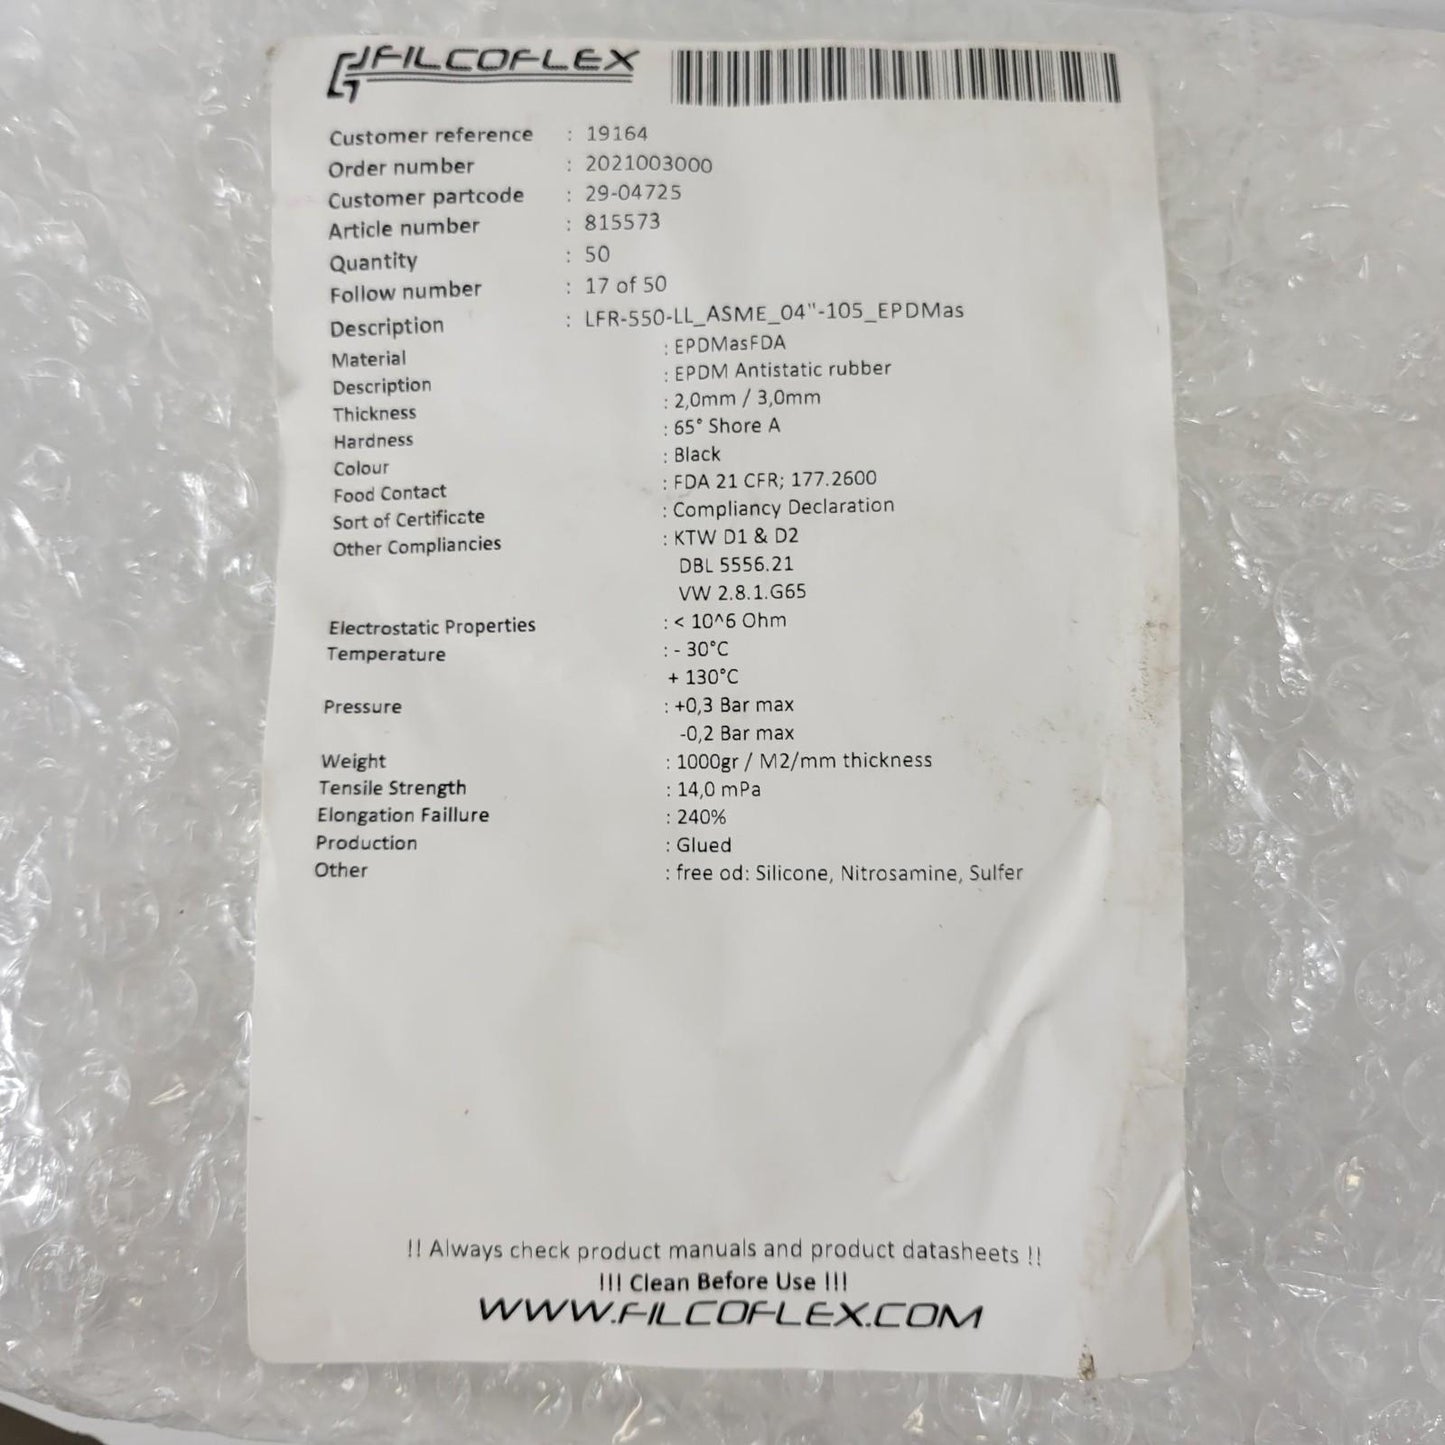 FILCOFLEX
Customer reference : 19164
Order number : 2021003000
Customer partcode : 29-04725
Article number : 815573
Quantity : 50
Follow number : 17 of 50
Description : LFR-550-LL_ASME_04"-105_EPDMas
Material : EPDMasFDA
Description : EPDM Antistatic rubber
Thickness : 2,0mm / 3,0mm
Hardness : 65° Shore A
Colour : Black
Food Contact : FDA 21 CFR; 177.2600
Sort of Certificate : Compliancy Declaration
Other Compliancies : KTW D1 & D2
DBL 5556.21
VW 2.8.1.G65
Electrostatic Properties : < 10^6 Ohm
Temperature : - 30°C
+ 130°C
Pressure : +0,3 Bar max
-0,2 Bar max
Weight : 1000gr / M2/mm thickness
Tensile Strength : 14,0 mPa
Elongation Faillure : 240%
Production : Glued
Other : free od: Silicone, Nitrosamine, Sulfer
!! Always check product manuals and product datasheets !!
!!! Clean Before Use !!!
WWW.FILCOFLEX.COM